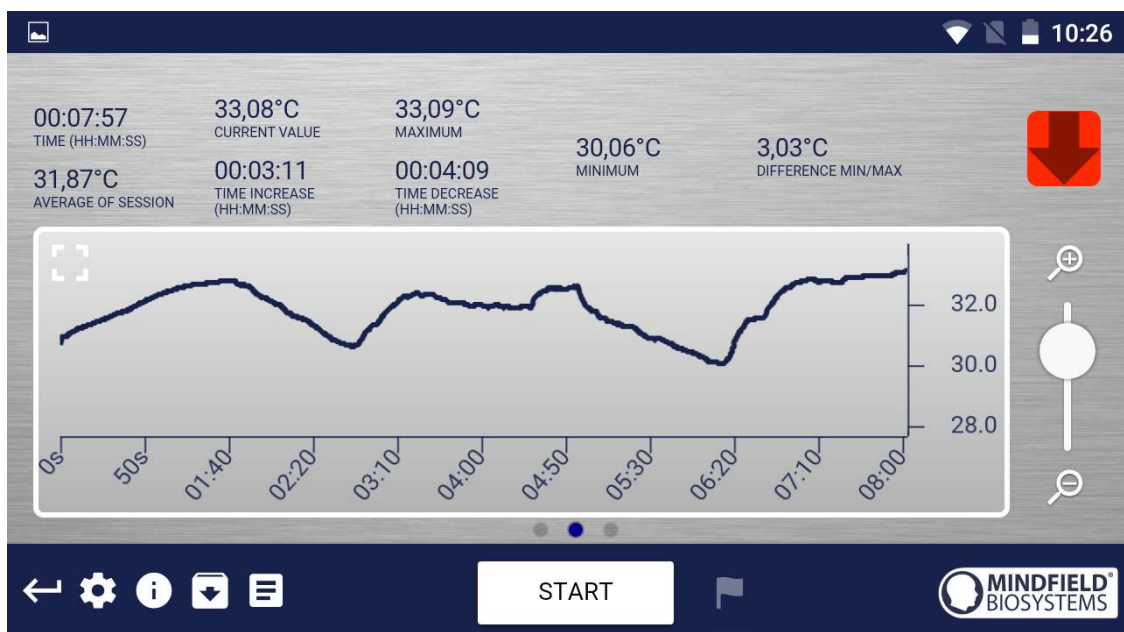 10:26
00:07:57
TIME (HH:MM:SS)
33,08°C
CURRENT VALUE
33,09°C
MAXIMUM
30,06°C
MINIMUM
3,03°C
DIFFERENCE MIN/MAX
31,87°C
AVERAGE OF SESSION
00:03:11
TIME INCREASE
(HH:MM:SS)
00:04:09
TIME DECREASE
(HH:MM:SS)
32.0
30.0
28.0
0s
50s
01:40
02:20
03:10
04:00
04:50
05:30
06:20
07:10
08:00
START
MINDFIELD®
BIOSYSTEMS